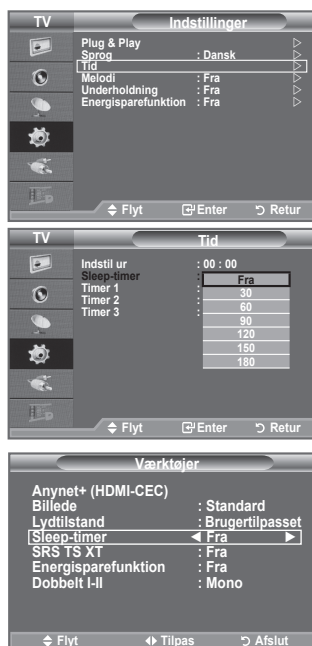 TV Indstillinger
Plug & Play
Sprog : Dansk
Tid
Melodi : Fra
Underholdning : Fra
Energisparefunktion : Fra
Flyt Enter Retur
TV Tid
Indstil ur : 00 : 00
Sleep-timer : Fra
Timer 1 : 30
Timer 2 : 60
Timer 3 : 90
120
150
180
Flyt Enter Retur
Værktøjer
Anynet+ (HDMI-CEC)
Billede : Standard
Lydtilstand : Brugertilpasset
Sleep-timer Fra
SRS TS XT : Fra
Energisparefunktion : Fra
Dobbelt I-II : Mono
Flyt Tilpas Afslut